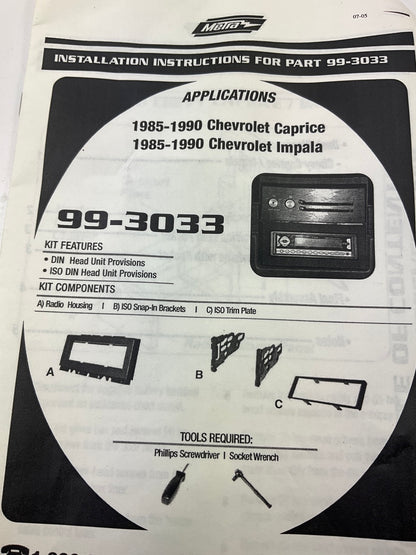 Metra
07-05
INSTALLATION INSTRUCTIONS FOR PART 99-3033
APPLICATIONS
1985-1990 Chevrolet Caprice
1985-1990 Chevrolet Impala
99-3033
KIT FEATURES
• DIN Head Unit Provisions
• ISO DIN Head Unit Provisions
KIT COMPONENTS
A) Radio Housing I B) ISO Snap-In Brackets I C) ISO Trim Plate
A
B
C
TOOLS REQUIRED:
Phillips Screwdriver I Socket Wrench